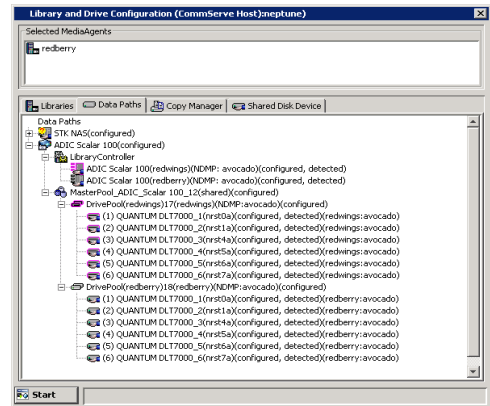 Library and Drive Configuration (CommServe Host):neptune)
Selected MediaAgents
redberry
Libraries Data Paths Copy Manager Shared Disk Device
Data Paths
STK NAS(configured)
ADIC Scalar 100(configured)
LibraryController
ADIC Scalar 100(redwings)(NDMP: avocado)(configured, detected)
ADIC Scalar 100(redberry)(NDMP: avocado)(configured, detected)
MasterPool_ADIC_Scalar 100_12(shared)(configured)
DrivePool(redwings)17(redwings)(NDMP:avocado)(configured)
(1) QUANTUM DLT7000_1(nrst0a)(configured, detected)(redwings:avocado)
(2) QUANTUM DLT7000_2(nrst1a)(configured, detected)(redwings:avocado)
(3) QUANTUM DLT7000_3(nrst4a)(configured, detected)(redwings:avocado)
(4) QUANTUM DLT7000_4(nrst5a)(configured, detected)(redwings:avocado)
(5) QUANTUM DLT7000_5(nrst6a)(configured, detected)(redwings:avocado)
(6) QUANTUM DLT7000_6(nrst7a)(configured, detected)(redwings:avocado)
DrivePool(redberry)18(redberry)(NDMP:avocado)(configured)
(1) QUANTUM DLT7000_1(nrst0a)(configured, detected)(redberry:avocado)
(2) QUANTUM DLT7000_2(nrst1a)(configured, detected)(redberry:avocado)
(3) QUANTUM DLT7000_3(nrst4a)(configured, detected)(redberry:avocado)
(4) QUANTUM DLT7000_4(nrst5a)(configured, detected)(redberry:avocado)
(5) QUANTUM DLT7000_5(nrst6a)(configured, detected)(redberry:avocado)
(6) QUANTUM DLT7000_6(nrst7a)(configured, detected)(redberry:avocado)
Start